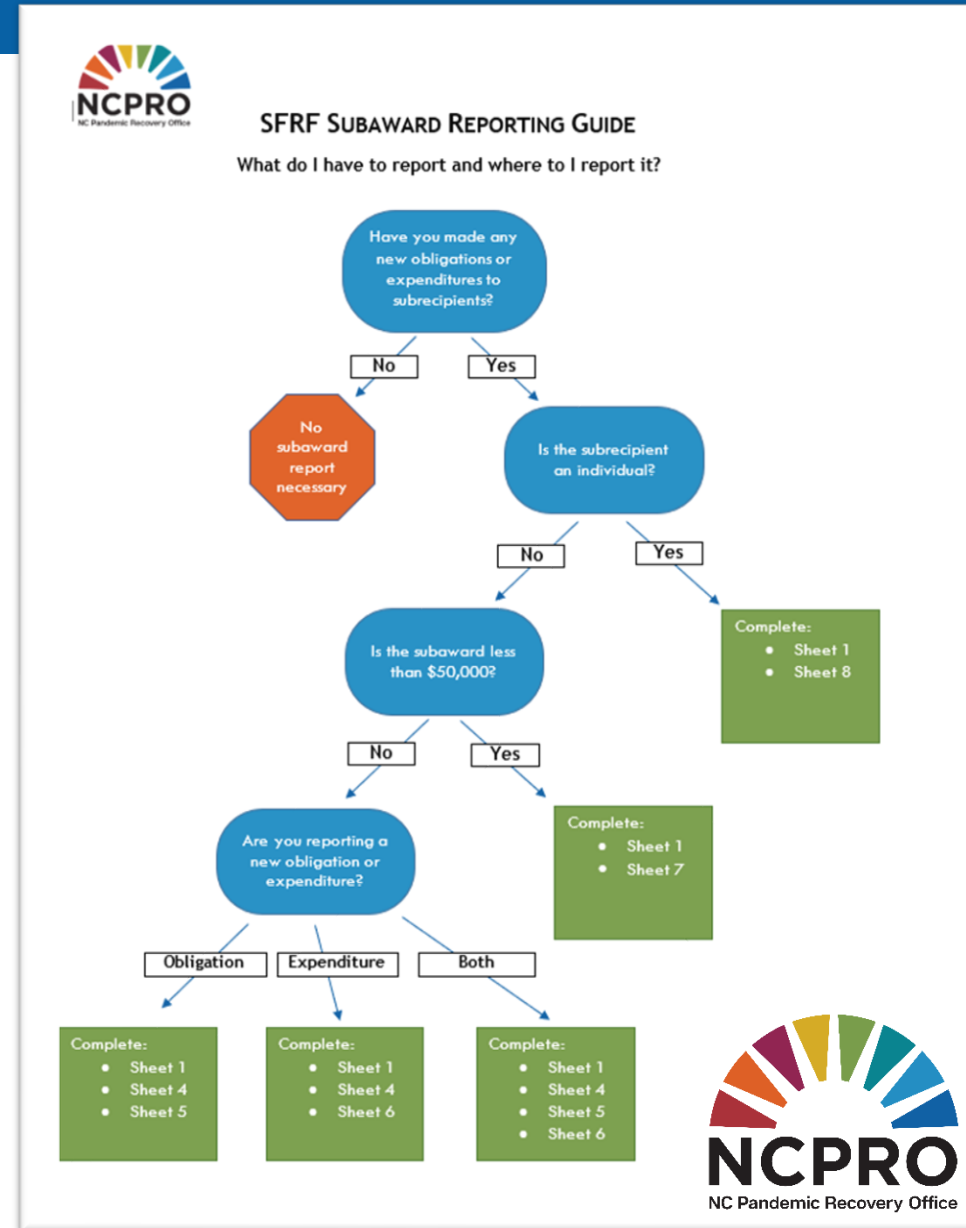 NCPRO
NC Pandemic Recovery Office
SFRF SUBAWARD REPORTING GUIDE
What do I have to report and where to I report it?
Have you made any
new obligations or
expenditures to
subrecipients?
No
Yes
No
subaward
report
necessary
Is the subrecipient
an individual?
No
Yes
Is the subaward less
than $50,000?
Complete:
• Sheet 1
• Sheet 8
No
Yes
Are you reporting a
new obligation or
expenditure?
Complete:
• Sheet 1
• Sheet 7
Obligation
Expenditure
Both
Complete:
• Sheet 1
• Sheet 4
• Sheet 5
Complete:
• Sheet 1
• Sheet 4
• Sheet 6
Complete:
• Sheet 1
• Sheet 4
• Sheet 5
• Sheet 6
NCPRO
NC Pandemic Recovery Office